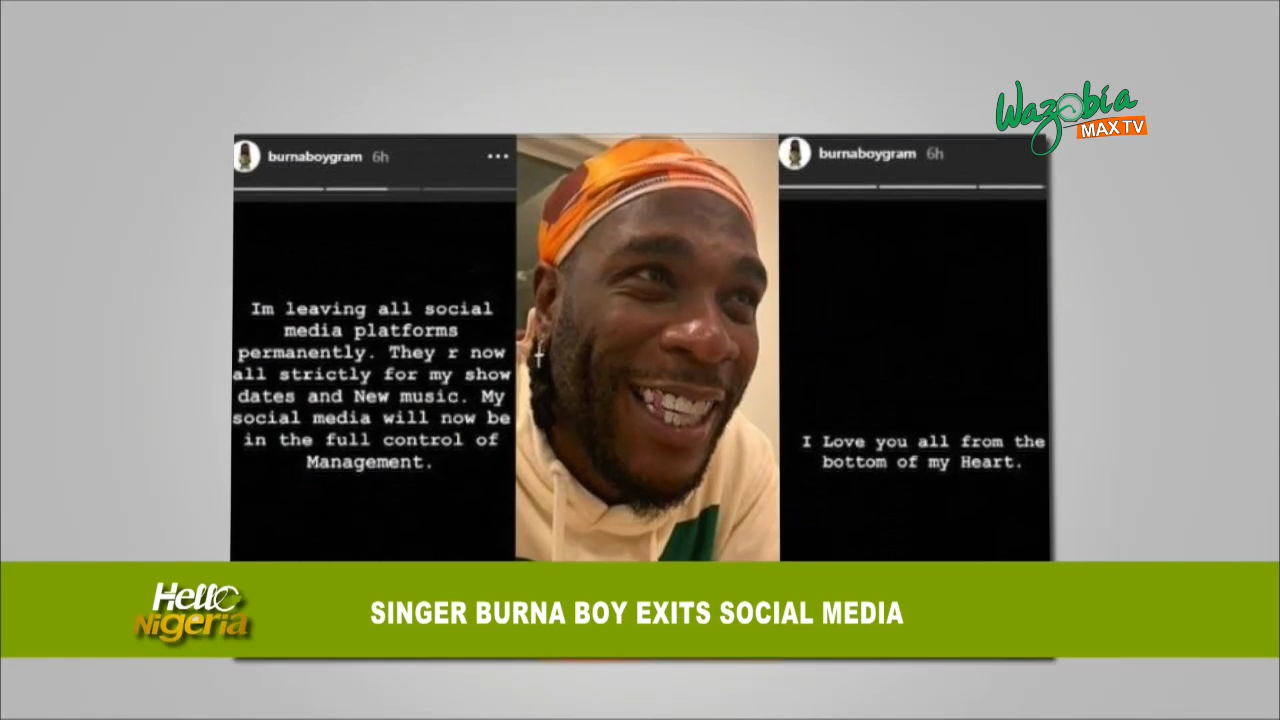 Wazobia
MAX TV
burnaboygram 6h
Im leaving all social
media platforms
permanently. They r now
all strictly for my show
dates and New music. My
social media will now be
in the full control of
Management.
burnaboygram 6h
I Love you all from the
bottom of my Heart.
Hello
Nigeria
SINGER BURNA BOY EXITS SOCIAL MEDIA